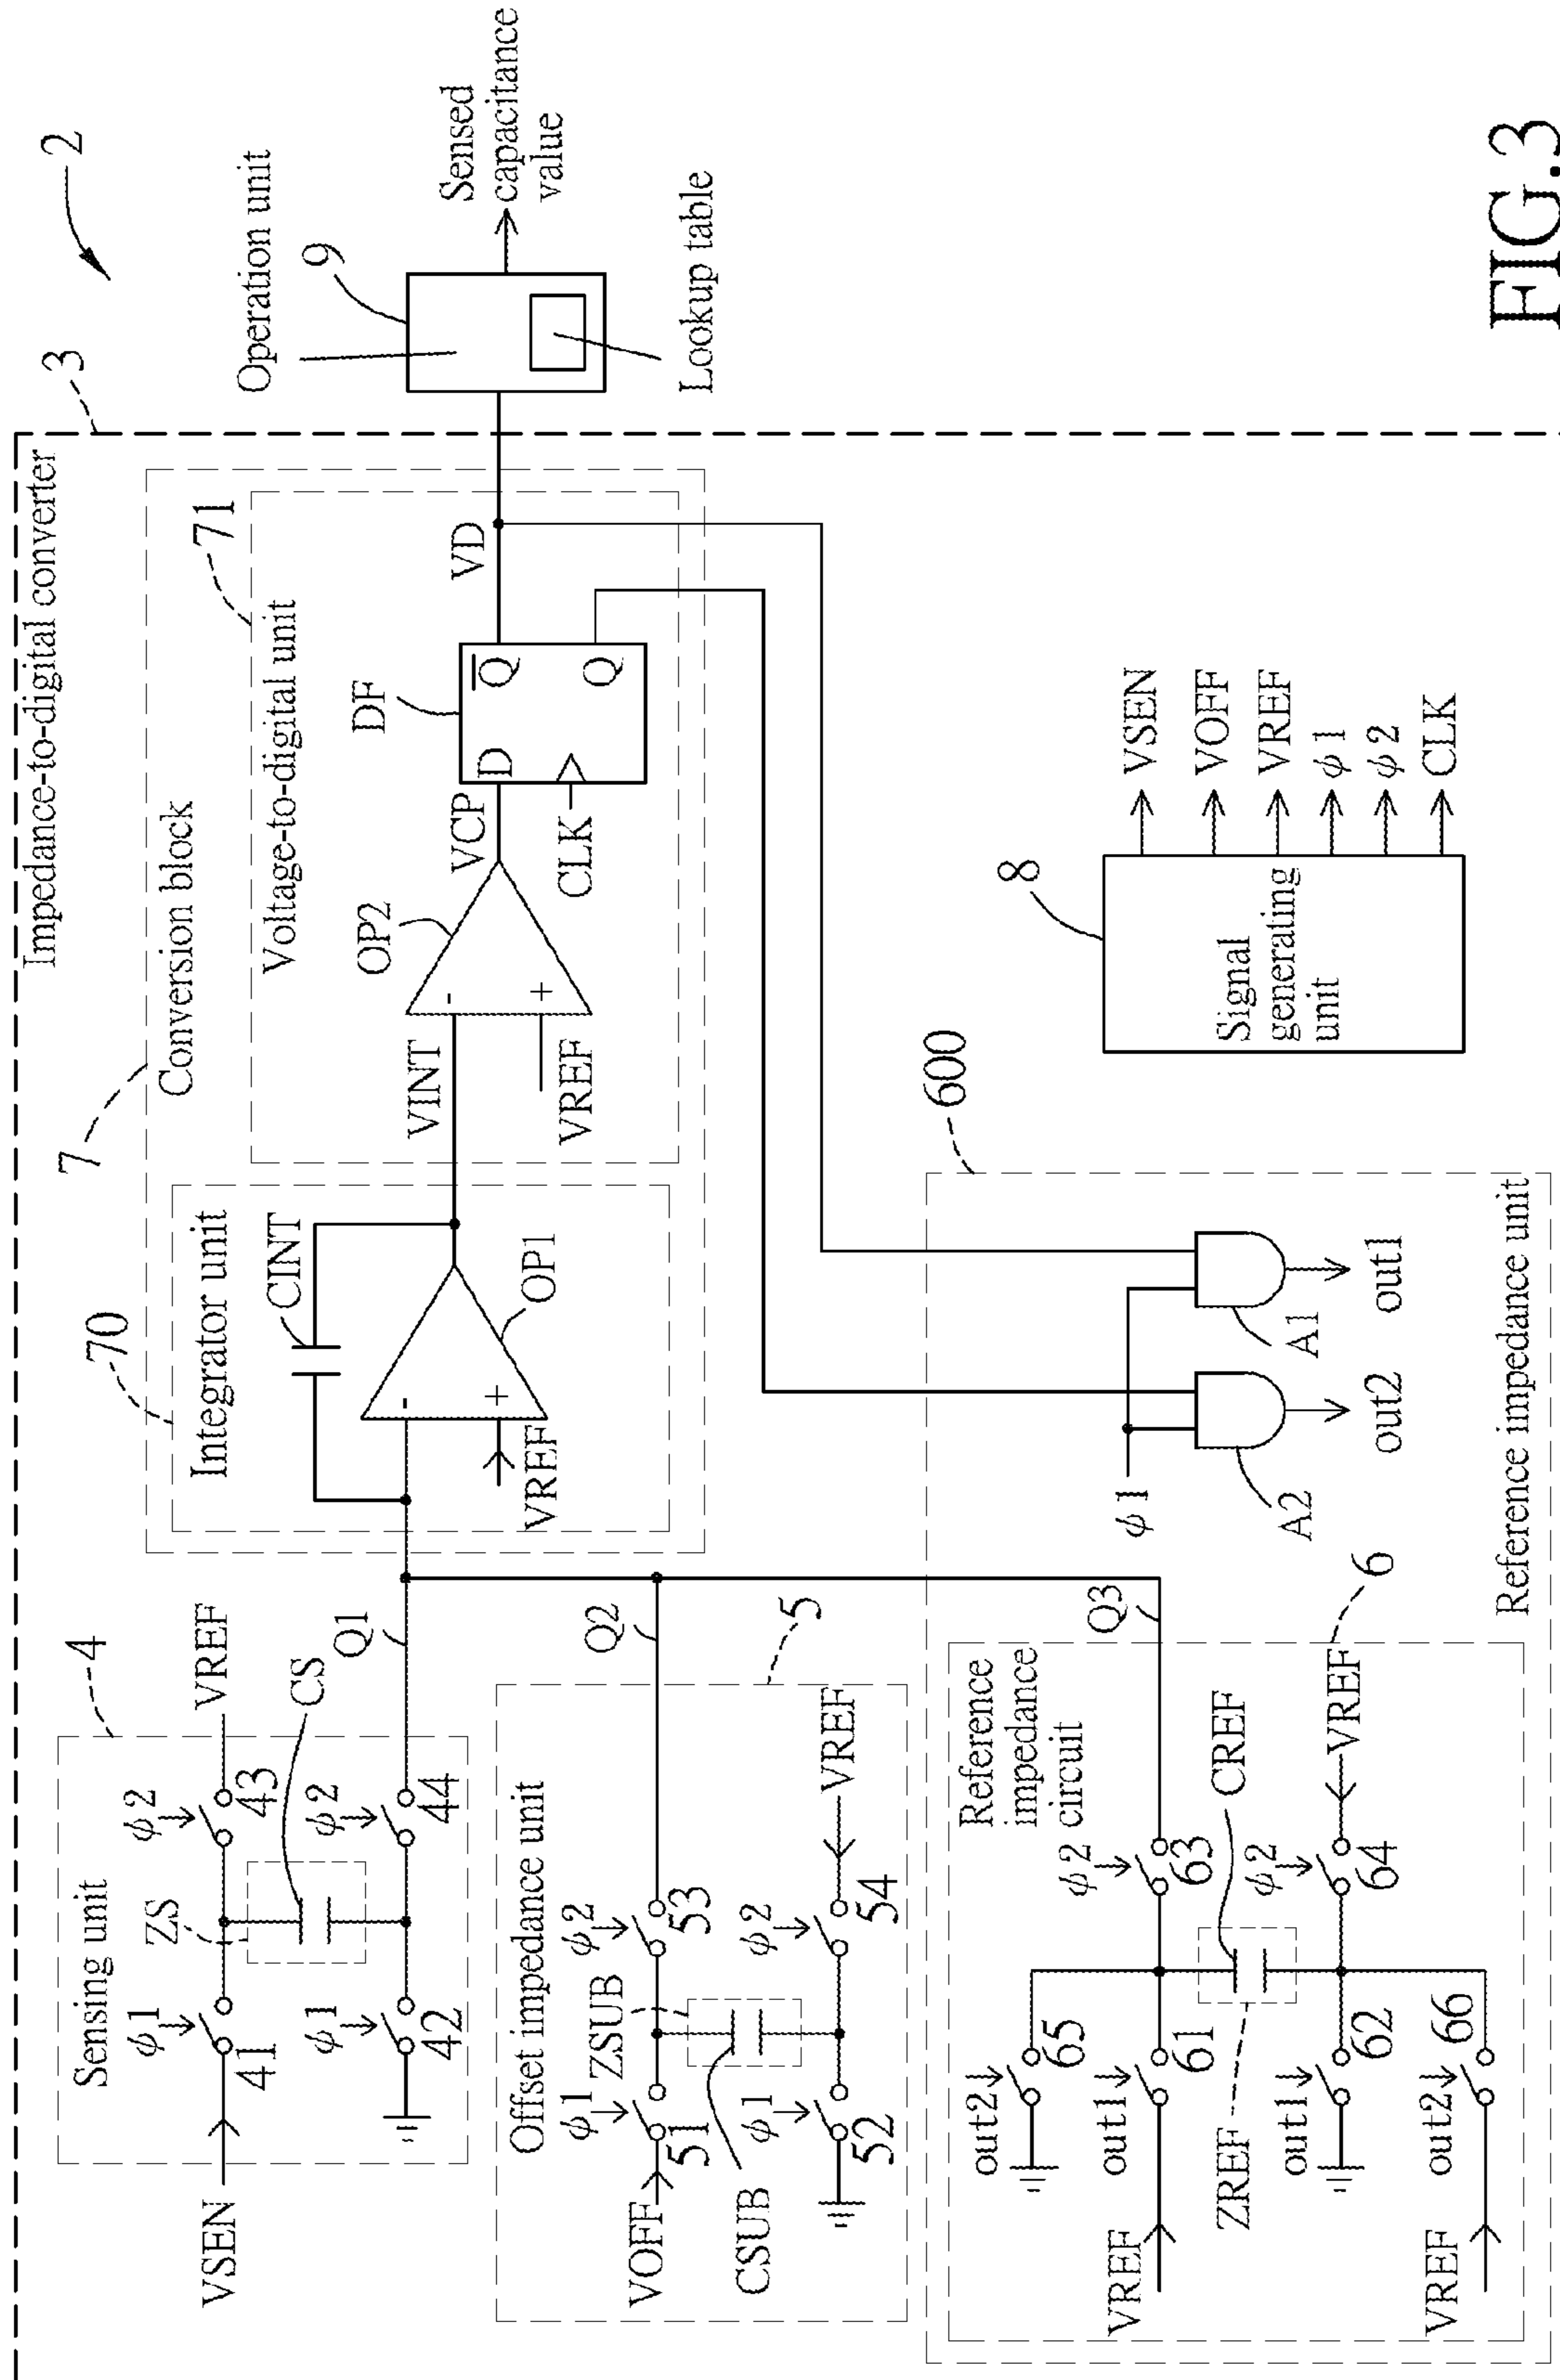 2
Impedance-to-digital converter
3
7
Conversion block
71
Voltage-to-digital unit
70
Integrator unit
CINT
OP1
VREF
VINT
OP2
-
+
VREF
VCP
DF
D
Q
Q
CLK
VD
-
+
Operation unit
9
Sensed
capacitance
value
Lookup table
4
Sensing unit
VSEN
φ1
41
ZS
CS
φ2
43
VREF
φ1
42
φ2
44
Q1
5
Offset impedance unit
VOFF
φ1
51
ZSUB
CSUB
φ2
53
Q2
φ1
52
φ2
54
VREF
600
Reference impedance unit
6
Reference
impedance
circuit
out2
65
VREF
out1
61
φ2
63
Q3
ZREF
CREF
out1
62
φ2
64
VREF
VREF
out2
66
φ1
A2
out2
A1
out1
8
Signal
generating
unit
VSEN
VOFF
VREF
φ1
φ2
CLK
FIG.3